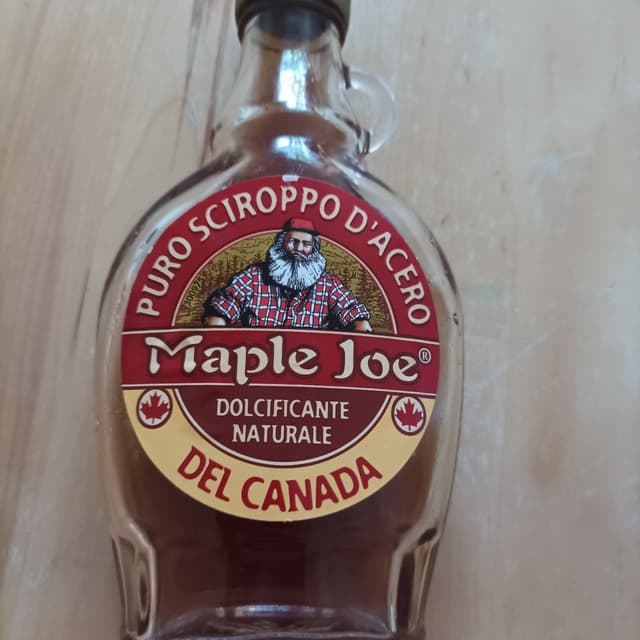 PURO SCIROPPO D'ACERO
Maple Joe®
DOLCIFICANTE
NATURALE
DEL CANADA